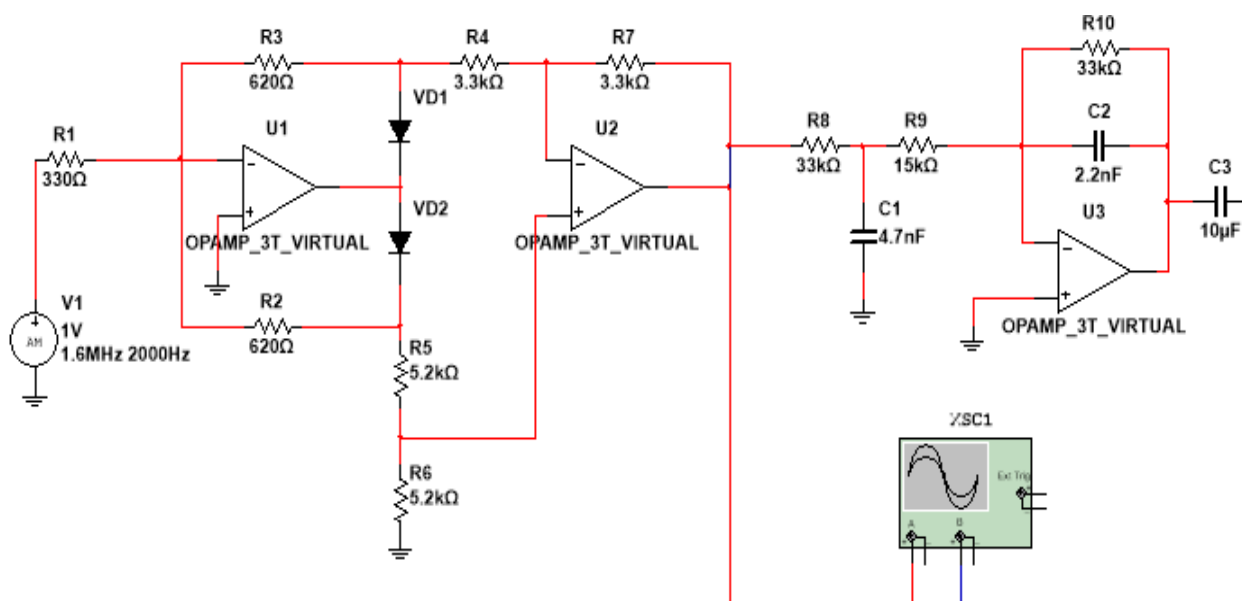 R3
620Ω
R4
3.3kΩ
R7
3.3kΩ
R10
33kΩ
VD1
R1
330Ω
U1
−
+
OPAMP_3T_VIRTUAL
VD2
U2
−
+
OPAMP_3T_VIRTUAL
R8
33kΩ
R9
15kΩ
C2
2.2nF
C1
4.7nF
U3
−
+
OPAMP_3T_VIRTUAL
C3
10µF
V1
1V
1.6MHz 2000Hz
AM
+
R2
620Ω
R5
5.2kΩ
R6
5.2kΩ
XSC1
Ext Trig
+
−
A
B
+
−
+
−